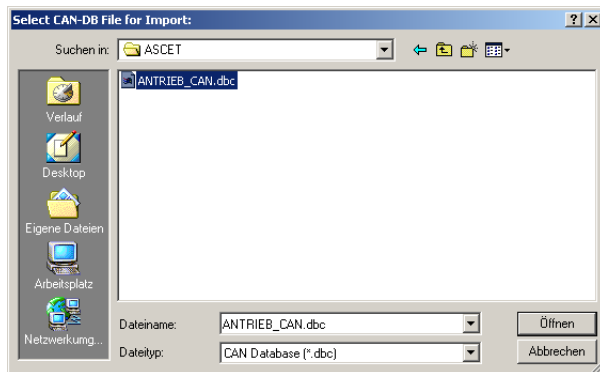 Select CAN-DB File for Import:
Suchen in:
ASCET
ANTRIEB_CAN.dbc
Verlauf
Desktop
Eigene Dateien
Arbeitsplatz
Netzwerkumg...
Dateiname:
ANTRIEB_CAN.dbc
Öffnen
Dateityp:
CAN Database (*.dbc)
Abbrechen